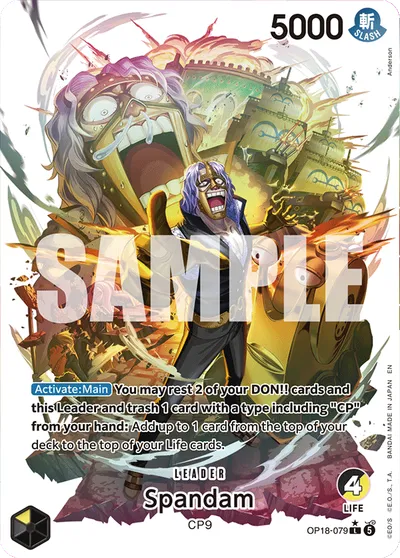 5000
斬
SLASH
Anderson
SAMPLE
Activate:Main You may rest 2 of your DON!! cards and
this Leader and trash 1 card with a type including "CP"
from your hand: Add up to 1 card from the top of your
deck to the top of your Life cards.
LEADER
Spandam
CP9
4
LIFE
OP18-079 L 5
©E.O./S., T.A. BANDAI MADE IN JAPAN EN